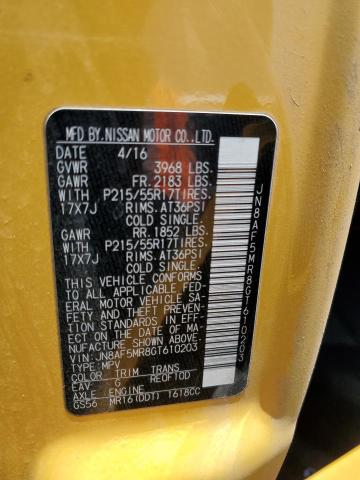 MFD BY. NISSAN MOTOR CO., LTD.
DATE 4/16
GVWR 3968 LBS.
GAWR FR. 2183 LBS.
WITH P215/55R17TIRES.
17X7J RIMS. AT36PSI
COLD SINGLE.
GAWR RR. 1852 LBS.
WITH P215/55R17TIRES.
17X7J RIMS. AT36PSI
COLD SINGLE.
THIS VEHICLE CONFORMS
TO ALL APPLICABLE FED-
ERAL MOTOR VEHICLE SA-
FETY AND THEFT PREVENTION
STANDARDS IN EFF-
ECT ON THE DATE OF MA-
NUFACTURE SHOWN ABOVE.
VIN: JN8AF5MR8GT610203
TYPE: MPV
COLOR TRIM TRANS
EAV G RE0F10D
AXLE ENGINE
GS56 MR16(DDT) 1618CC
JN8AF5MR8GT610203